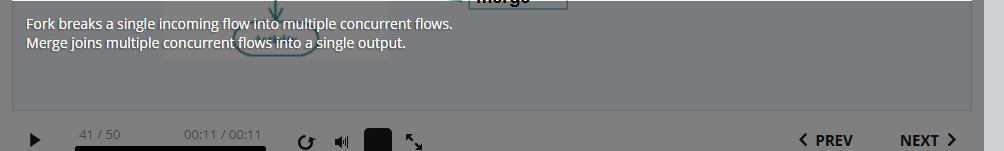 merge
Fork breaks a single incoming flow into multiple concurrent flows.
Merge joins multiple concurrent flows into a single output.
41 / 50
00:11 / 00:11
PREV
NEXT